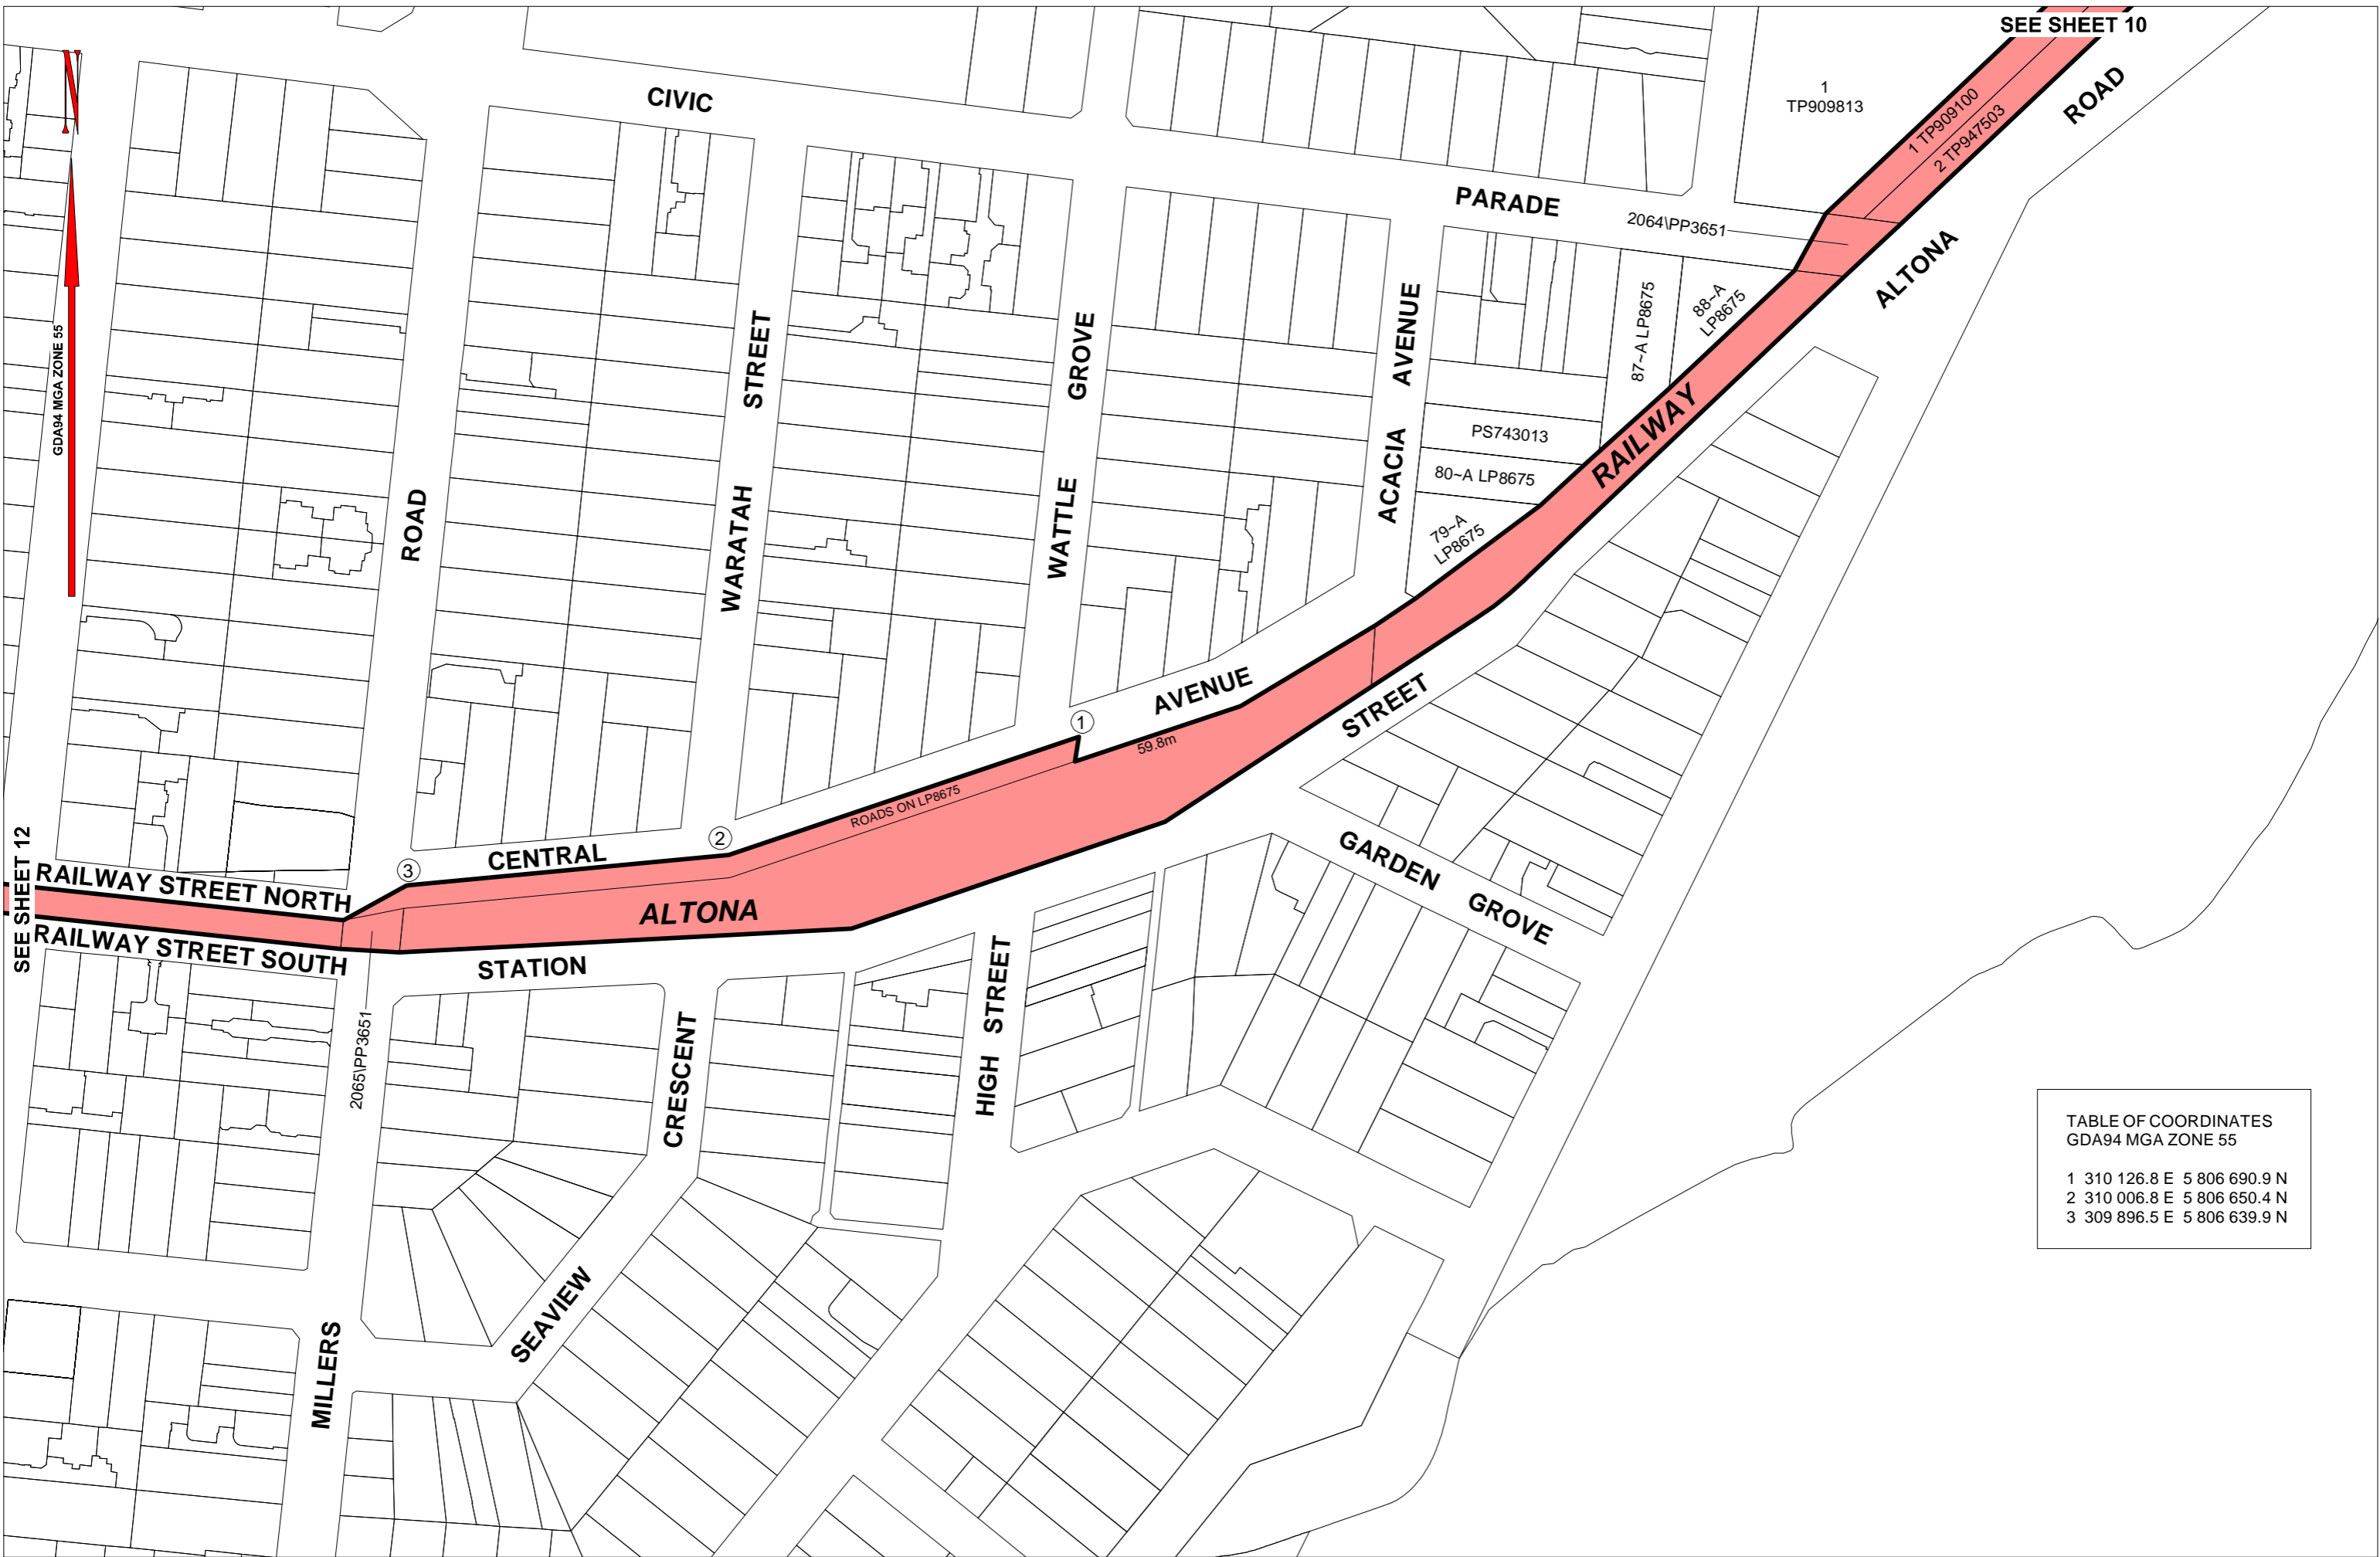 SEE SHEET 10
CIVIC
PARADE
1
TP909813
1 TP909100
2 TP947503
ROAD
ALTONA
2064\PP3651
GDA94 MGA ZONE 55
N
ROAD
WARATAH STREET
WATTLE GROVE
ACACIA AVENUE
87~A LP8675
88~A
LP8675
PS743013
80~A LP8675
79~A
LP8675
RAILWAY
AVENUE
STREET
1
59.8m
ROADS ON LP8675
2
3
CENTRAL
ALTONA
SEE SHEET 12
RAILWAY STREET NORTH
RAILWAY STREET SOUTH
STATION
2065\PP3651
GARDEN GROVE
HIGH STREET
CRESCENT
SEAVIEW
MILLERS
TABLE OF COORDINATES
GDA94 MGA ZONE 55
1 310 126.8 E 5 806 690.9 N
2 310 006.8 E 5 806 650.4 N
3 309 896.5 E 5 806 639.9 N